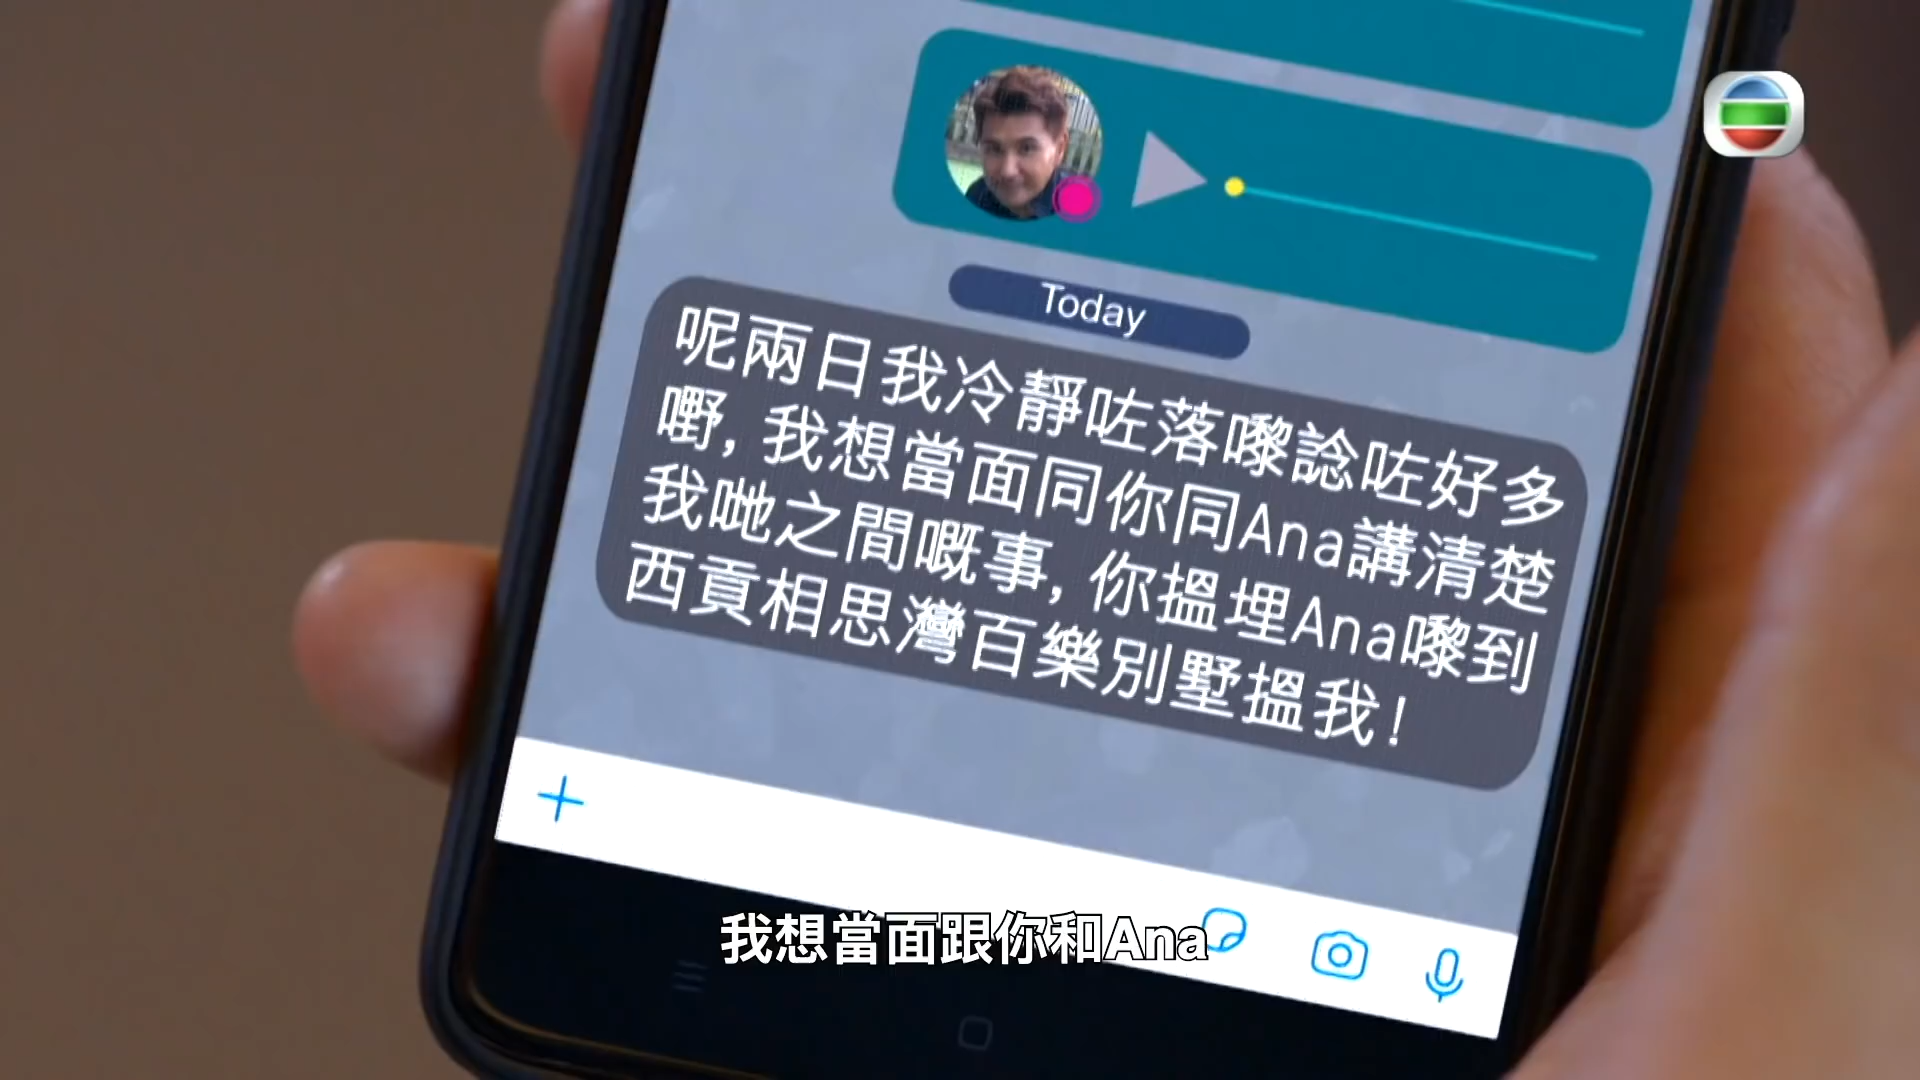 Today
呢兩日我冷靜咗落嚟諗咗好多
嘢,我想當面同你同Ana講清楚
我哋之間嘅事,你搵埋Ana嚟到
西貢相思灣百樂別墅搵我!
我想當面跟你和Ana